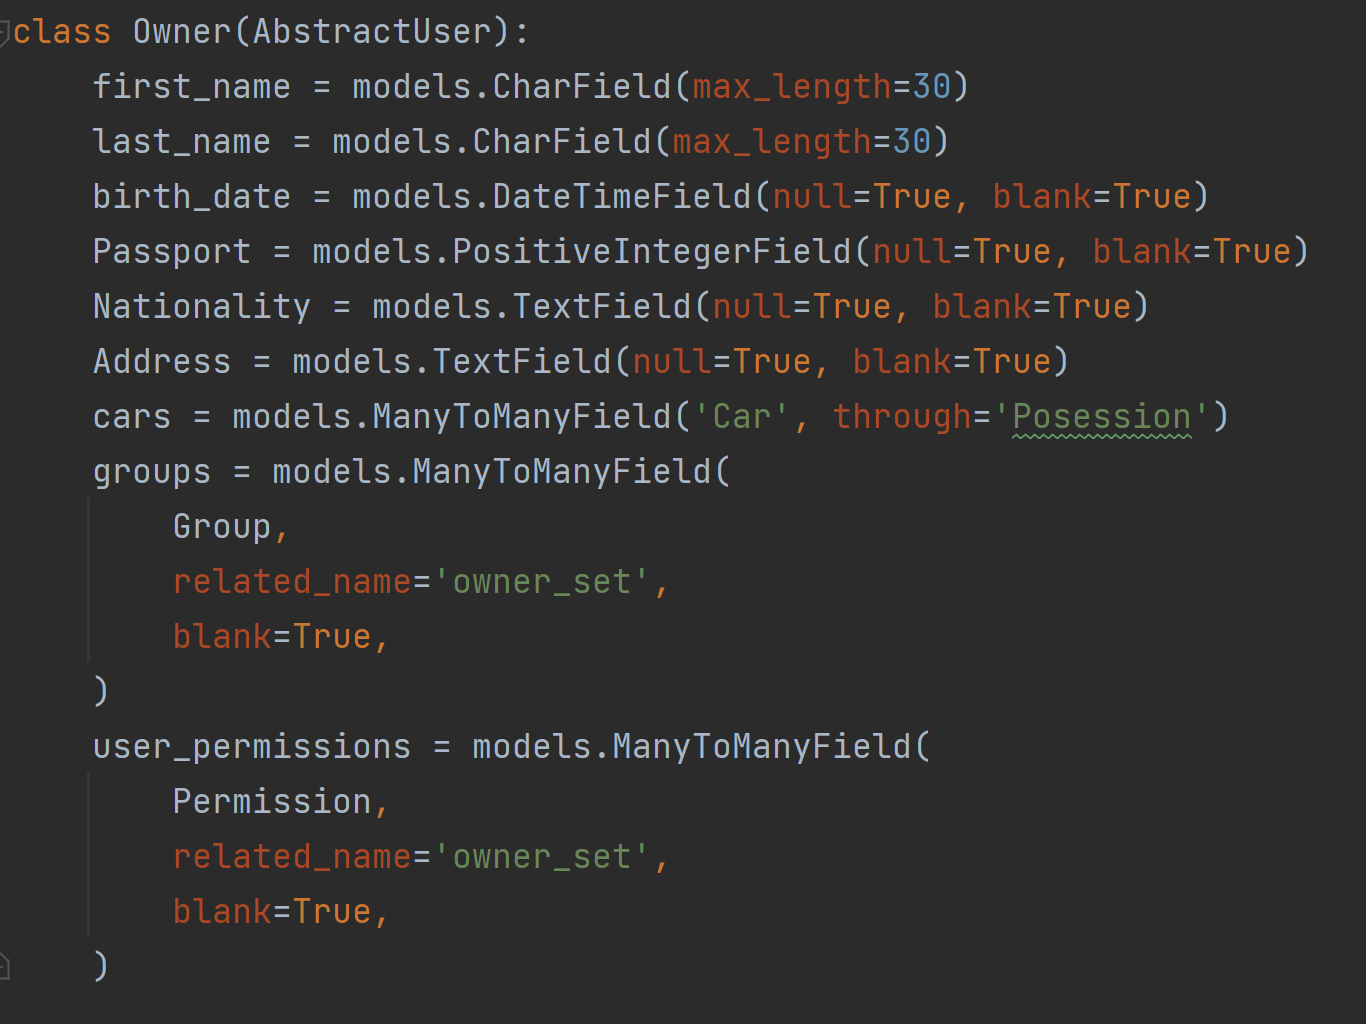 class Owner(AbstractUser):
    first_name = models.CharField(max_length=30)
    last_name = models.CharField(max_length=30)
    birth_date = models.DateTimeField(null=True, blank=True)
    Passport = models.PositiveIntegerField(null=True, blank=True)
    Nationality = models.TextField(null=True, blank=True)
    Address = models.TextField(null=True, blank=True)
    cars = models.ManyToManyField('Car', through='Posession')
    groups = models.ManyToManyField(
        Group,
        related_name='owner_set',
        blank=True,
    )
    user_permissions = models.ManyToManyField(
        Permission,
        related_name='owner_set',
        blank=True,
    )